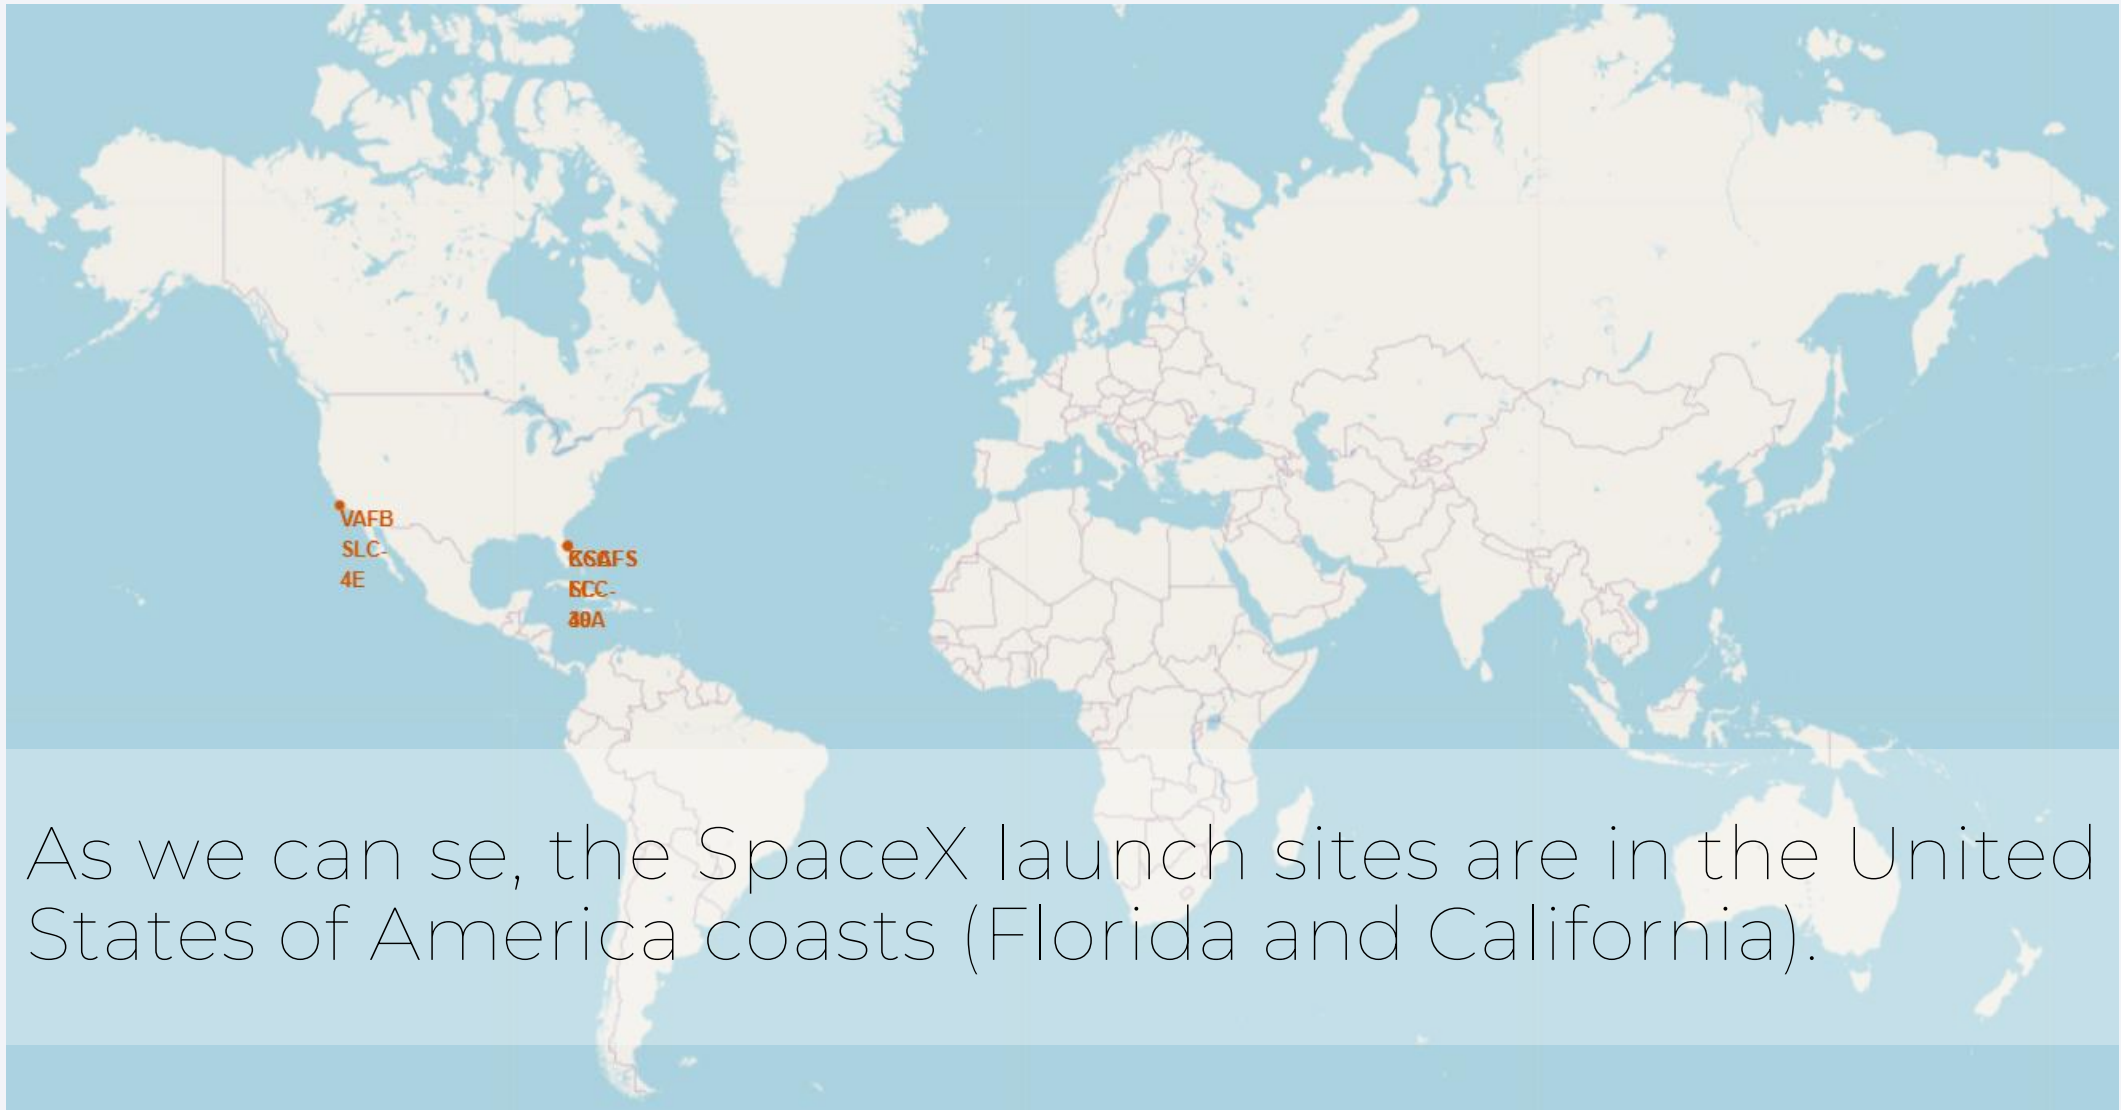 VAFB
SLC-
4E
As we can se, the SpaceX launch sites are in the United
States of America coasts (Florida and California).